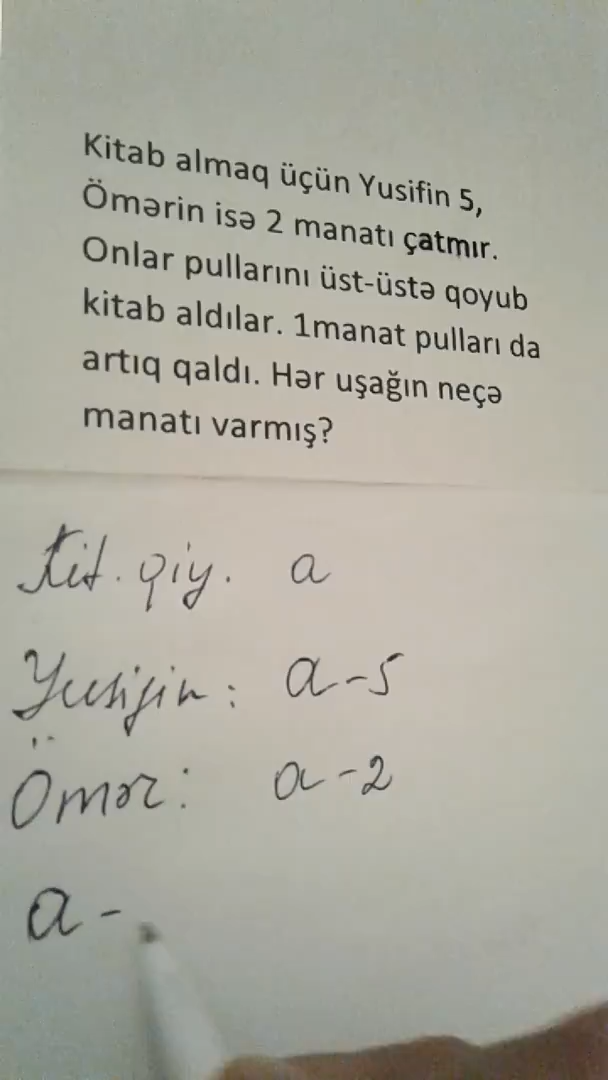 Kitab almaq üçün Yusifin 5,
Ömərin isə 2 manatı çatmır.
Onlar pullarını üst-üstə qoyub
kitab aldılar. 1manat pulları da
artıq qaldı. Hər uşağın neçə
manatı varmış?
Kit. qiy. a
Yusifin: a-5
Ömər: a-2
a-